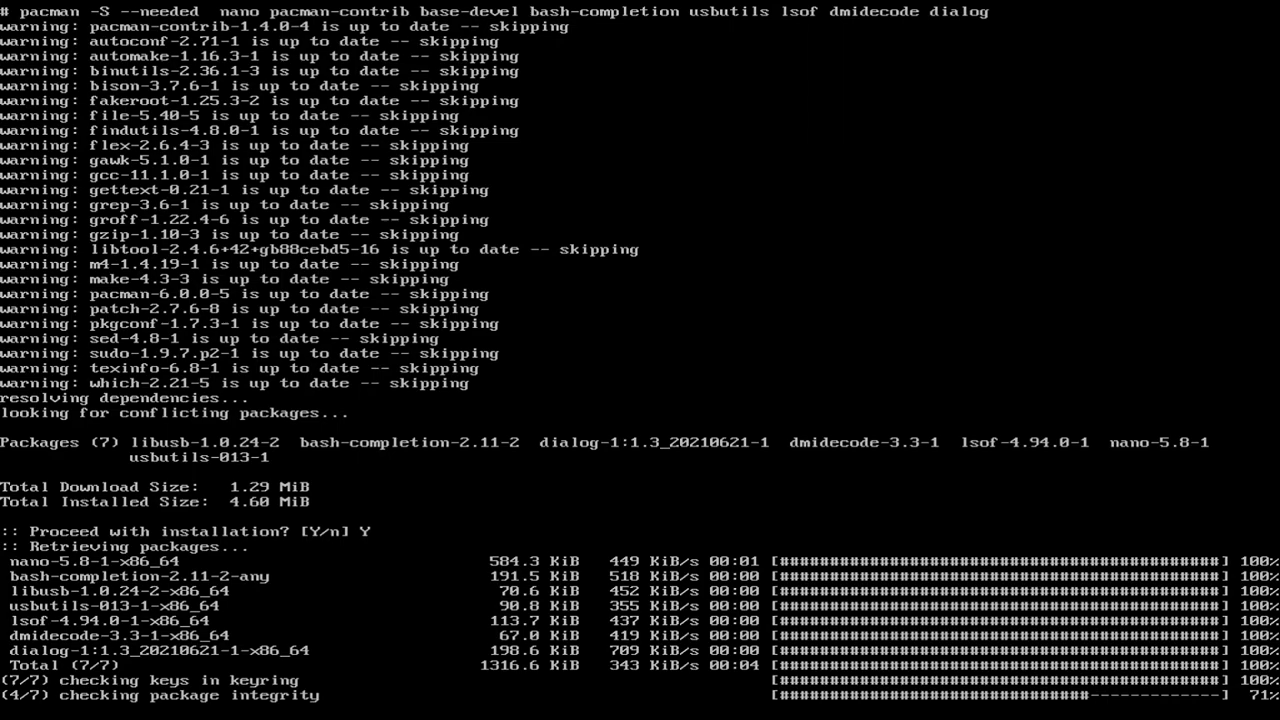 # pacman -S --needed  nano pacman-contrib base-devel bash-completion usbutils lsof dmidecode dialog
warning: pacman-contrib-1.4.0-4 is up to date -- skipping
warning: autoconf-2.71-1 is up to date -- skipping
warning: automake-1.16.3-1 is up to date -- skipping
warning: binutils-2.36.1-3 is up to date -- skipping
warning: bison-3.7.6-1 is up to date -- skipping
warning: fakeroot-1.25.3-2 is up to date -- skipping
warning: file-5.40-5 is up to date -- skipping
warning: findutils-4.8.0-1 is up to date -- skipping
warning: flex-2.6.4-3 is up to date -- skipping
warning: gawk-5.1.0-1 is up to date -- skipping
warning: gcc-11.1.0-1 is up to date -- skipping
warning: gettext-0.21-1 is up to date -- skipping
warning: grep-3.6-1 is up to date -- skipping
warning: groff-1.22.4-6 is up to date -- skipping
warning: gzip-1.10-3 is up to date -- skipping
warning: libtool-2.4.6+42+gb88cebd5-16 is up to date -- skipping
warning: m4-1.4.19-1 is up to date -- skipping
warning: make-4.3-3 is up to date -- skipping
warning: pacman-6.0.0-5 is up to date -- skipping
warning: patch-2.7.6-8 is up to date -- skipping
warning: pkgconf-1.7.3-1 is up to date -- skipping
warning: sed-4.8-1 is up to date -- skipping
warning: sudo-1.9.7.p2-1 is up to date -- skipping
warning: texinfo-6.8-1 is up to date -- skipping
warning: which-2.21-5 is up to date -- skipping
resolving dependencies...
looking for conflicting packages...
Packages (7) libusb-1.0.24-2  bash-completion-2.11-2  dialog-1:1.3_20210621-1  dmidecode-3.3-1  lsof-4.94.0-1  nano-5.8-1
usbutils-013-1
Total Download Size:   1.29 MiB
Total Installed Size:  4.60 MiB
:: Proceed with installation? [Y/n] Y
:: Retrieving packages...
nano-5.8-1-x86_64 584.3 KiB 449 KiB/s 00:01 [############################################] 100%
bash-completion-2.11-2-any 191.5 KiB 518 KiB/s 00:00 [############################################] 100%
libusb-1.0.24-2-x86_64 70.6 KiB 452 KiB/s 00:00 [############################################] 100%
usbutils-013-1-x86_64 90.8 KiB 355 KiB/s 00:00 [############################################] 100%
lsof-4.94.0-1-x86_64 113.7 KiB 437 KiB/s 00:00 [############################################] 100%
dmidecode-3.3-1-x86_64 67.0 KiB 419 KiB/s 00:00 [############################################] 100%
dialog-1:1.3_20210621-1-x86_64 198.6 KiB 709 KiB/s 00:00 [############################################] 100%
Total (7/7) 1316.6 KiB 343 KiB/s 00:04 [############################################] 100%
(7/7) checking keys in keyring [############################################] 100%
(4/7) checking package integrity [###############################-------------] 71%